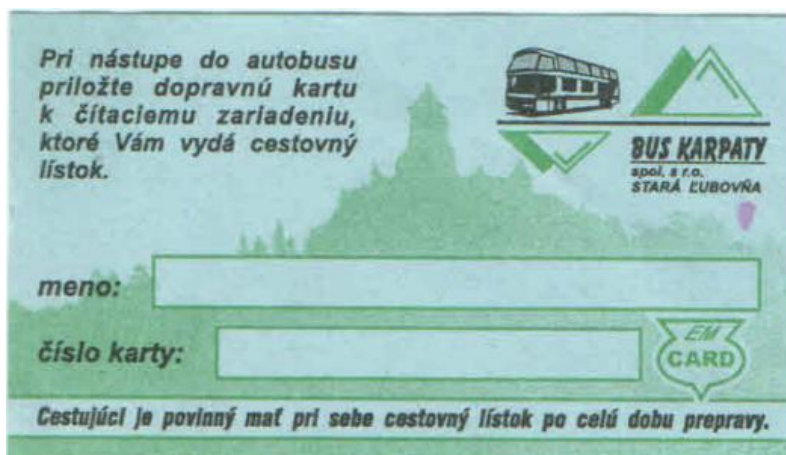 Pri nástupe do autobusu
priložte dopravnú kartu
k čítaciemu zariadeniu,
ktoré Vám vydá cestovný
lístok.
BUS KARPATY
spol. s r.o.
STARÁ ĽUBOVŇA
meno:
číslo karty:
EM
CARD
Cestujúci je povinný mať pri sebe cestovný lístok po celú dobu prepravy.